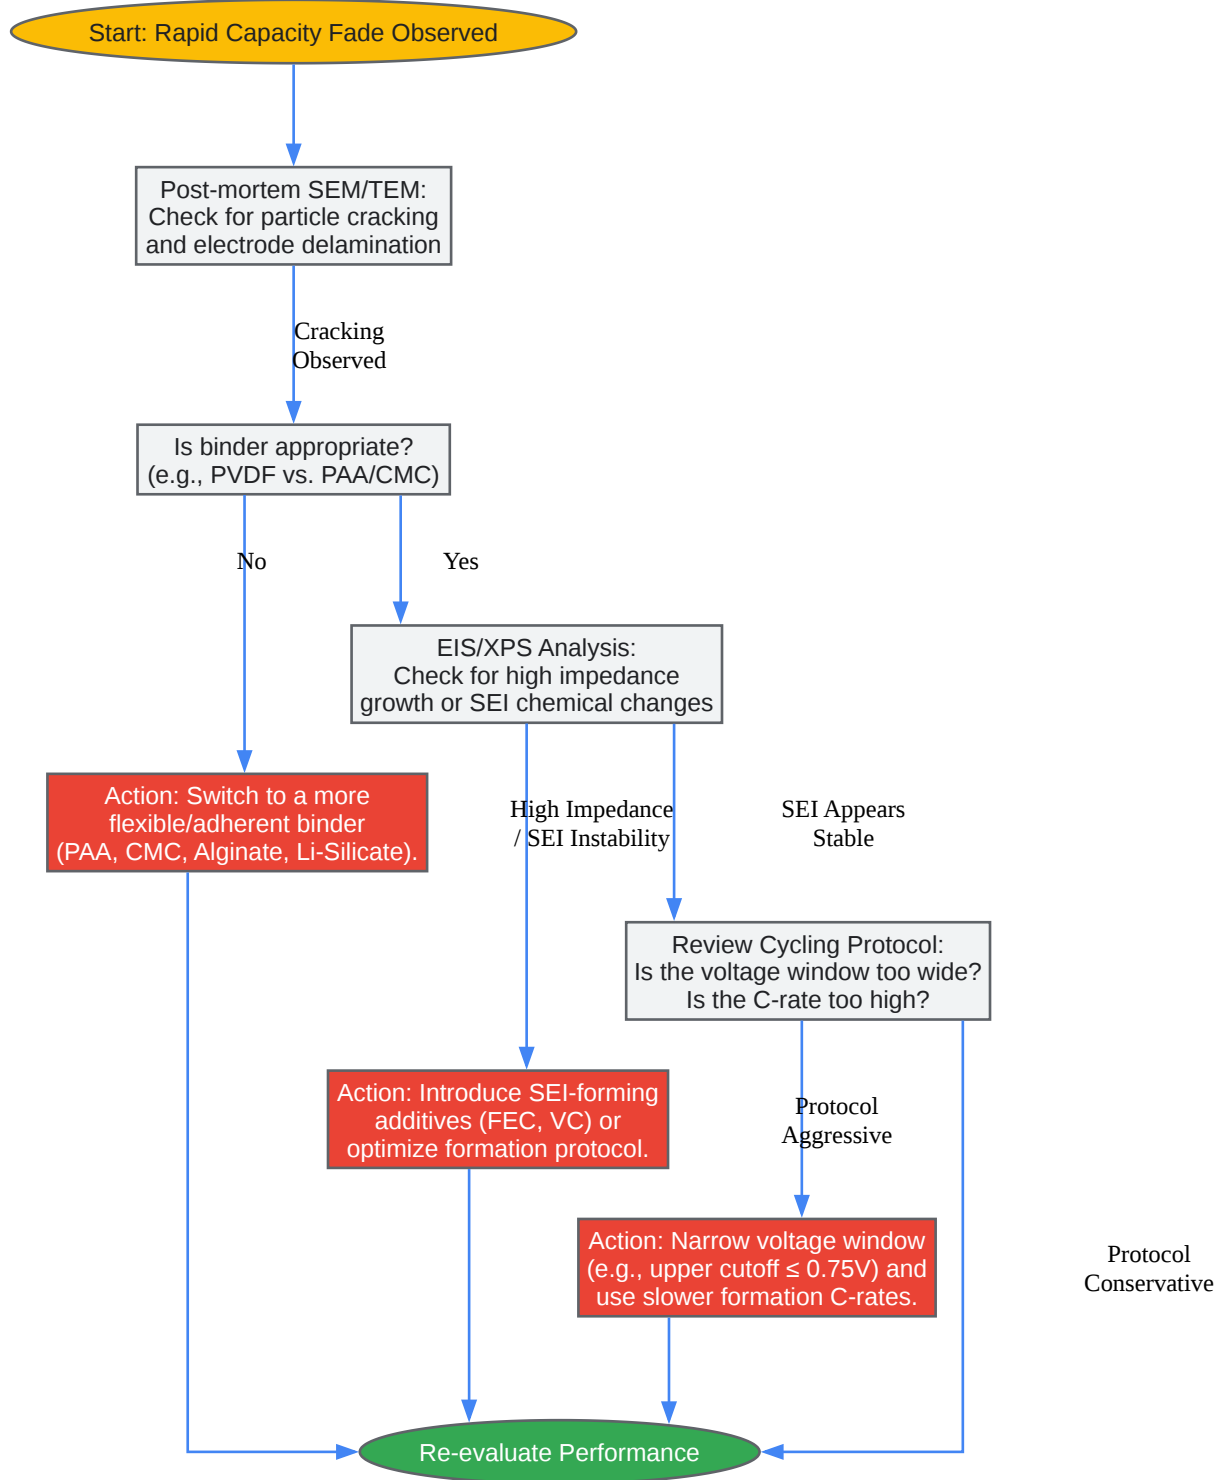 Start: Rapid Capacity Fade Observed
Post-mortem SEM/TEM:
Check for particle cracking
and electrode delamination
Cracking
Observed
Is binder appropriate?
(e.g., PVDF vs. PAA/CMC)
No
Yes
EIS/XPS Analysis:
Check for high impedance
growth or SEI chemical changes
Action: Switch to a more
flexible/adherent binder
(PAA, CMC, Alginate, Li-Silicate).
High Impedance
/ SEI Instability
SEI Appears
Stable
Review Cycling Protocol:
Is the voltage window too wide?
Is the C-rate too high?
Action: Introduce SEI-forming
additives (FEC, VC) or
optimize formation protocol.
Protocol
Aggressive
Action: Narrow voltage window
(e.g., upper cutoff ≤ 0.75V) and
use slower formation C-rates.
Protocol
Conservative
Re-evaluate Performance